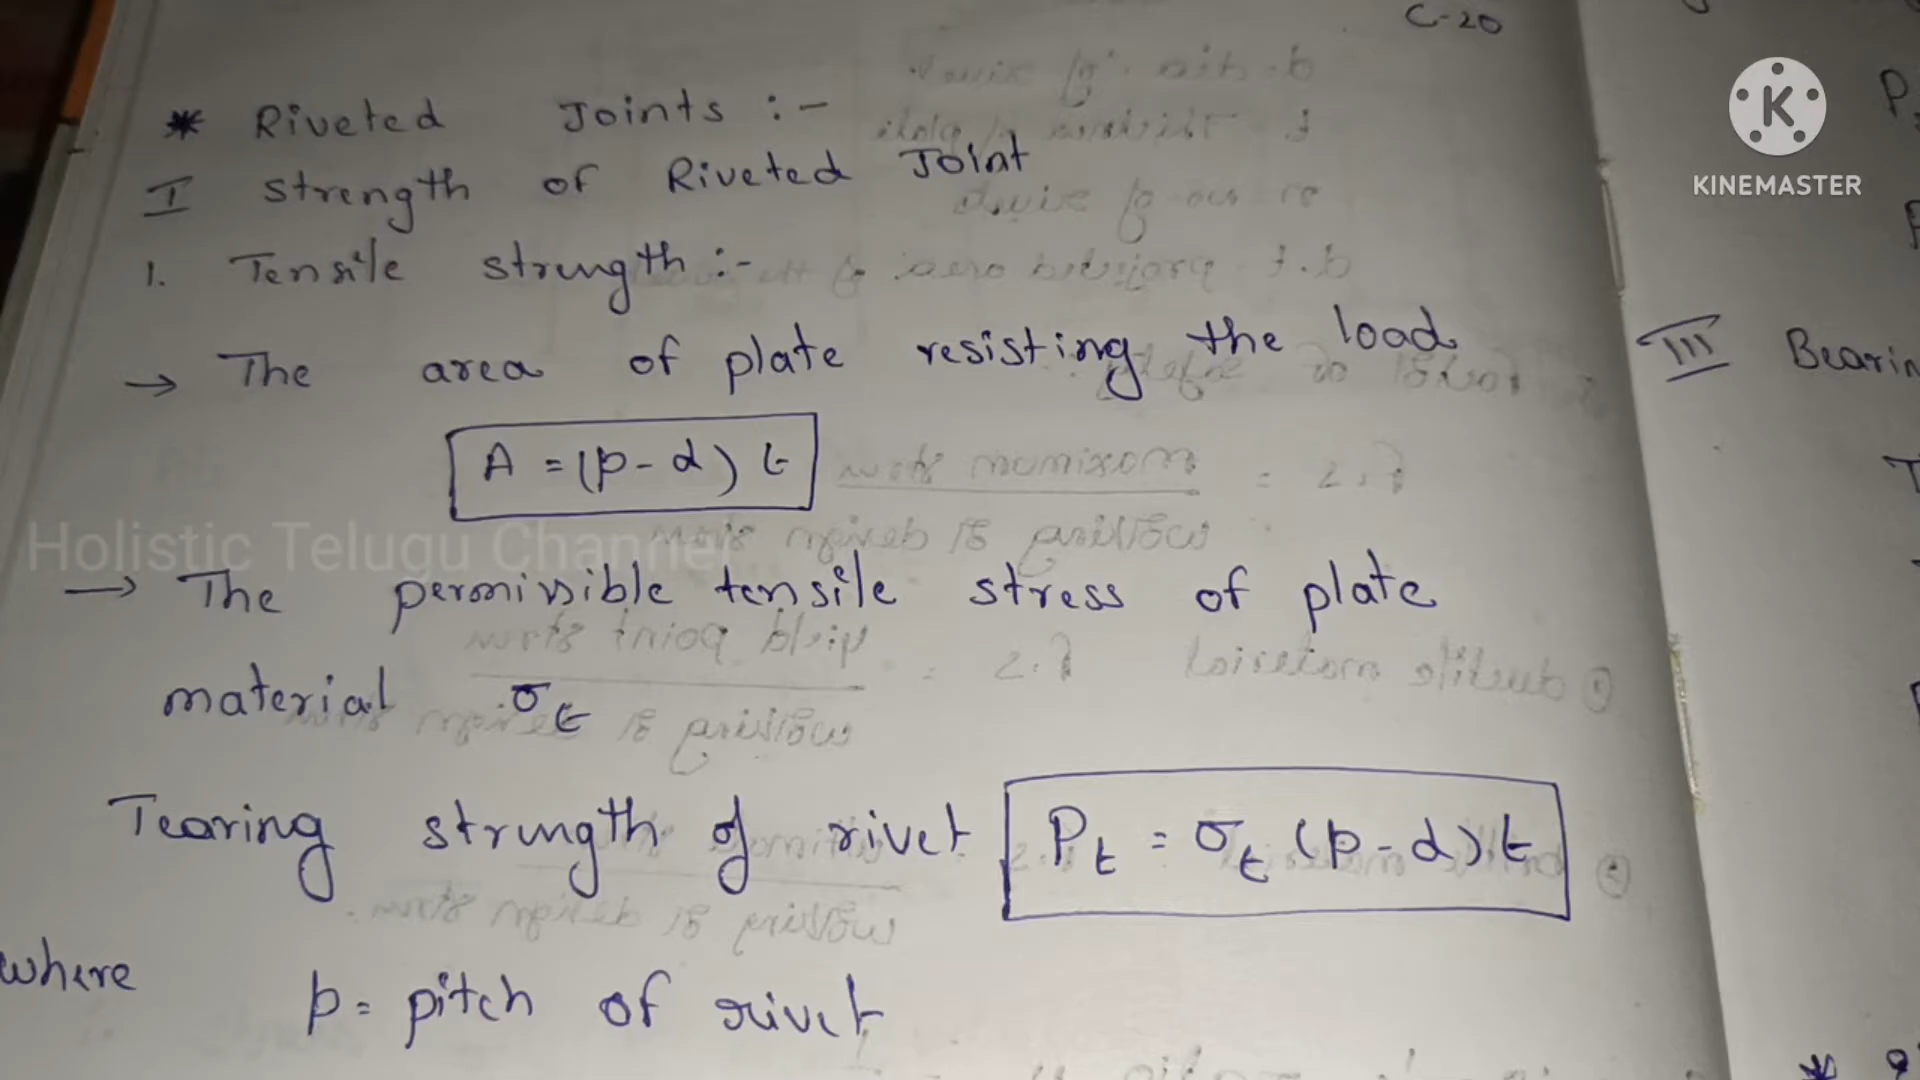 C-20
* Riveted Joints :-
I strength of Riveted Joint
1. Tensile strength :-
→ The area of plate resisting the load
A = (p - d) t
→ The permissible tensile stress of plate
material σt
Tearing strength of rivet Pt = σt (p - d) t
where
p = pitch of rivet
III Bearin
KINEMASTER
Holistic Telugu Channel